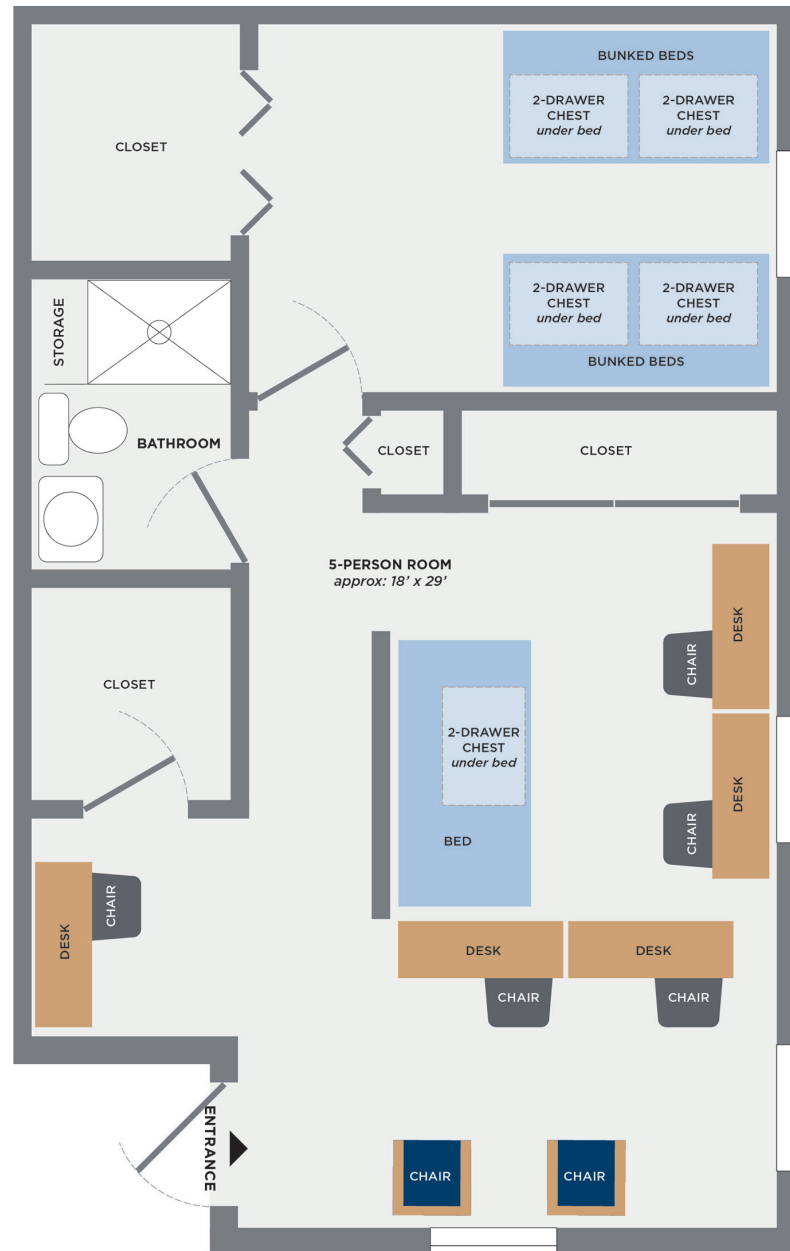 BUNKED BEDS
2-DRAWER
CHEST
under bed
2-DRAWER
CHEST
under bed
CLOSET
2-DRAWER
CHEST
under bed
2-DRAWER
CHEST
under bed
BUNKED BEDS
STORAGE
BATHROOM
CLOSET
CLOSET
5-PERSON ROOM
approx: 18’ x 29’
DESK
CHAIR
CLOSET
2-DRAWER
CHEST
under bed
BED
DESK
CHAIR
DESK
CHAIR
DESK
DESK
CHAIR
CHAIR
ENTRANCE
CHAIR
CHAIR